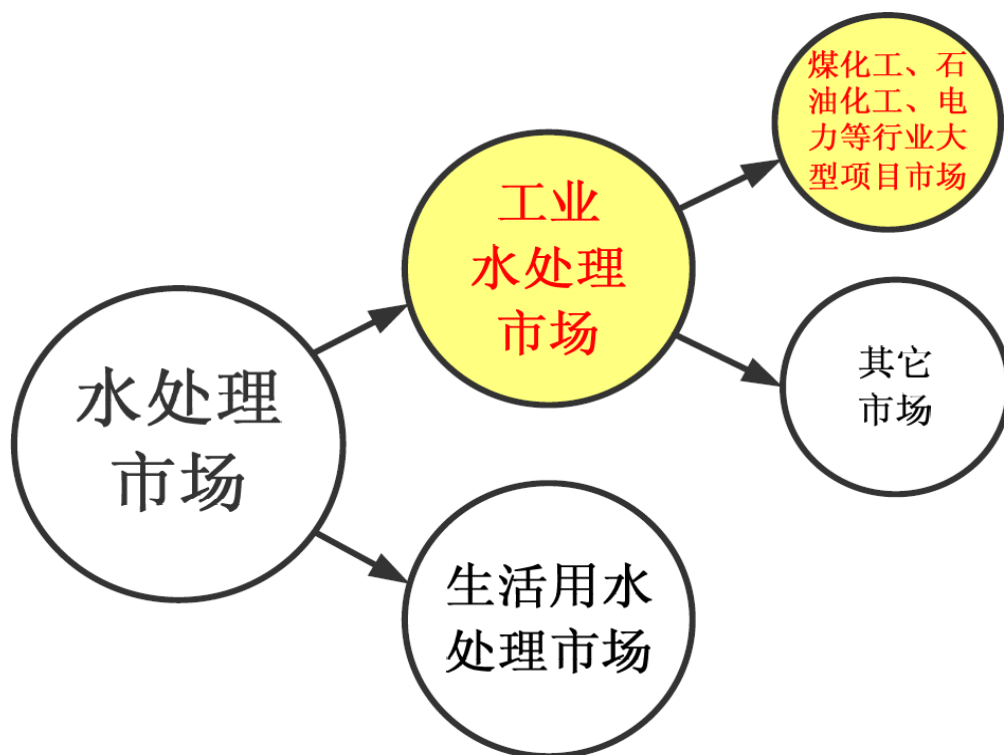 水处理
市场
工业
水处理
市场
煤化工、石
油化工、电
力等行业大
型项目市场
其它
市场
生活用水
处理市场